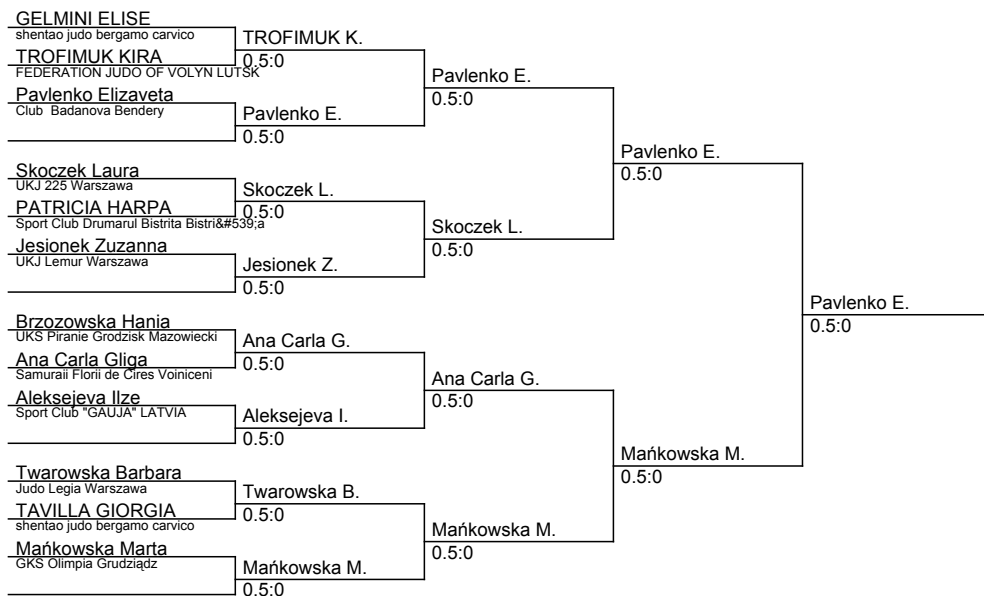 GELMINI ELISE
shentao judo bergamo carvico
TROFIMUK KIRA
FEDERATION JUDO OF VOLYN LUTSK
Pavlenko Elizaveta
Club  Badanova Bendery
Skoczek Laura
UKJ 225 Warszawa
PATRICIA HARPA
Sport Club Drumarul Bistrita Bistri&#539;a
Jesionek Zuzanna
UKJ Lemur Warszawa
Brzozowska Hania
UKS Piranie Grodzisk Mazowiecki
Ana Carla Gliga
Samuraii Florii de Cires Voiniceni
Aleksejeva Ilze
Sport Club "GAUJA" LATVIA
Twarowska Barbara
Judo Legia Warszawa
TAVILLA GIORGIA
shentao judo bergamo carvico
Mańkowska Marta
GKS Olimpia Grudziądz
TROFIMUK K.
0.5:0
Pavlenko E.
0.5:0
Skoczek L.
0.5:0
Jesionek Z.
0.5:0
Ana Carla G.
0.5:0
Aleksejeva I.
0.5:0
Twarowska B.
0.5:0
Mańkowska M.
0.5:0
Pavlenko E.
0.5:0
Skoczek L.
0.5:0
Ana Carla G.
0.5:0
Mańkowska M.
0.5:0
Pavlenko E.
0.5:0
Mańkowska M.
0.5:0
Pavlenko E.
0.5:0